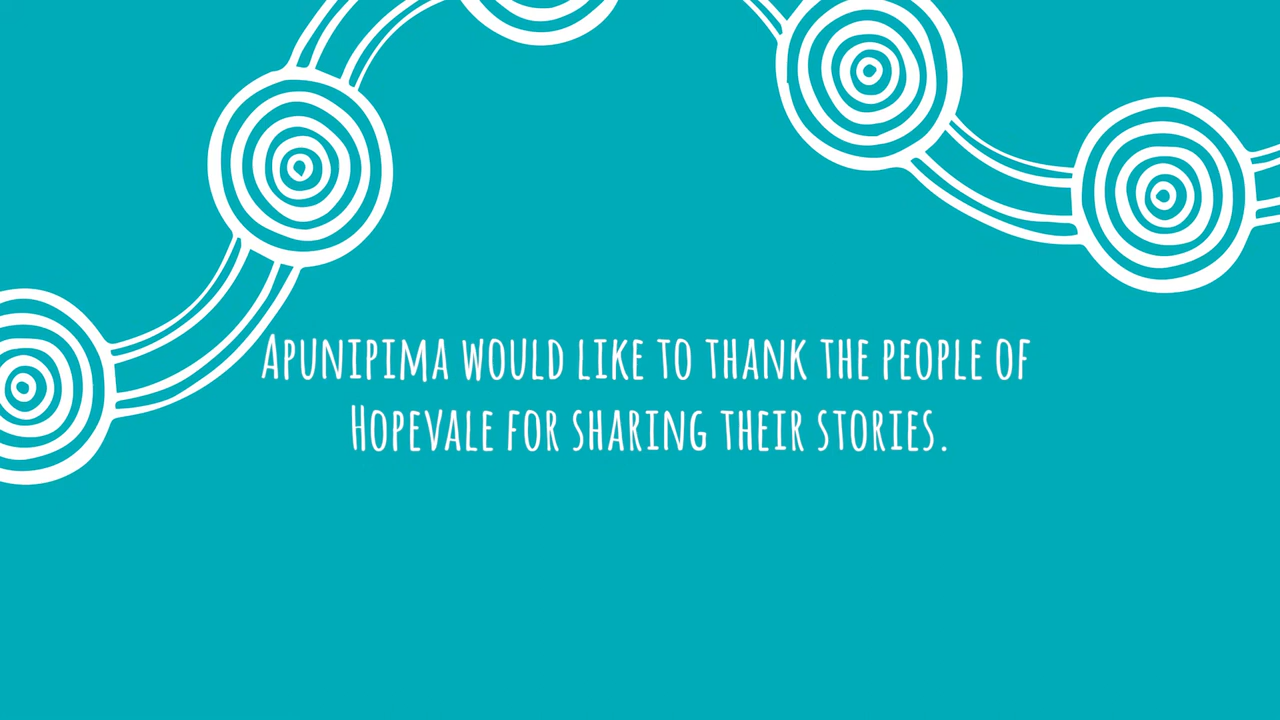 Apunipima would like to thank the people of
Hopevale for sharing their stories.